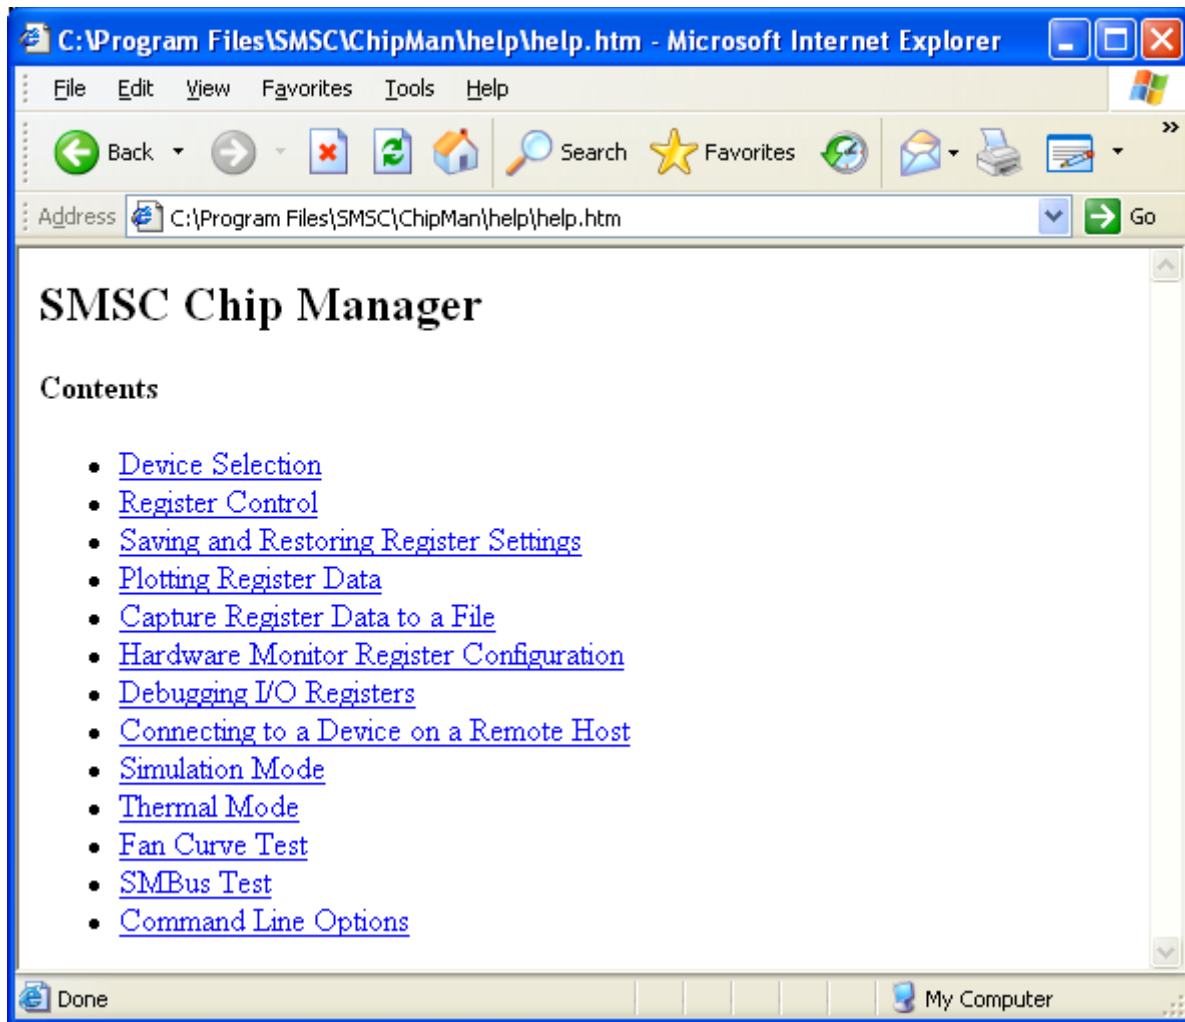 C:\Program Files\SMSC\ChipMan\help\help.htm - Microsoft Internet Explorer
File Edit View Favorites Tools Help
Back Search Favorites »
Address C:\Program Files\SMSC\ChipMan\help\help.htm Go
SMSC Chip Manager
Contents
• Device Selection
• Register Control
• Saving and Restoring Register Settings
• Plotting Register Data
• Capture Register Data to a File
• Hardware Monitor Register Configuration
• Debugging I/O Registers
• Connecting to a Device on a Remote Host
• Simulation Mode
• Thermal Mode
• Fan Curve Test
• SMBus Test
• Command Line Options
Done My Computer